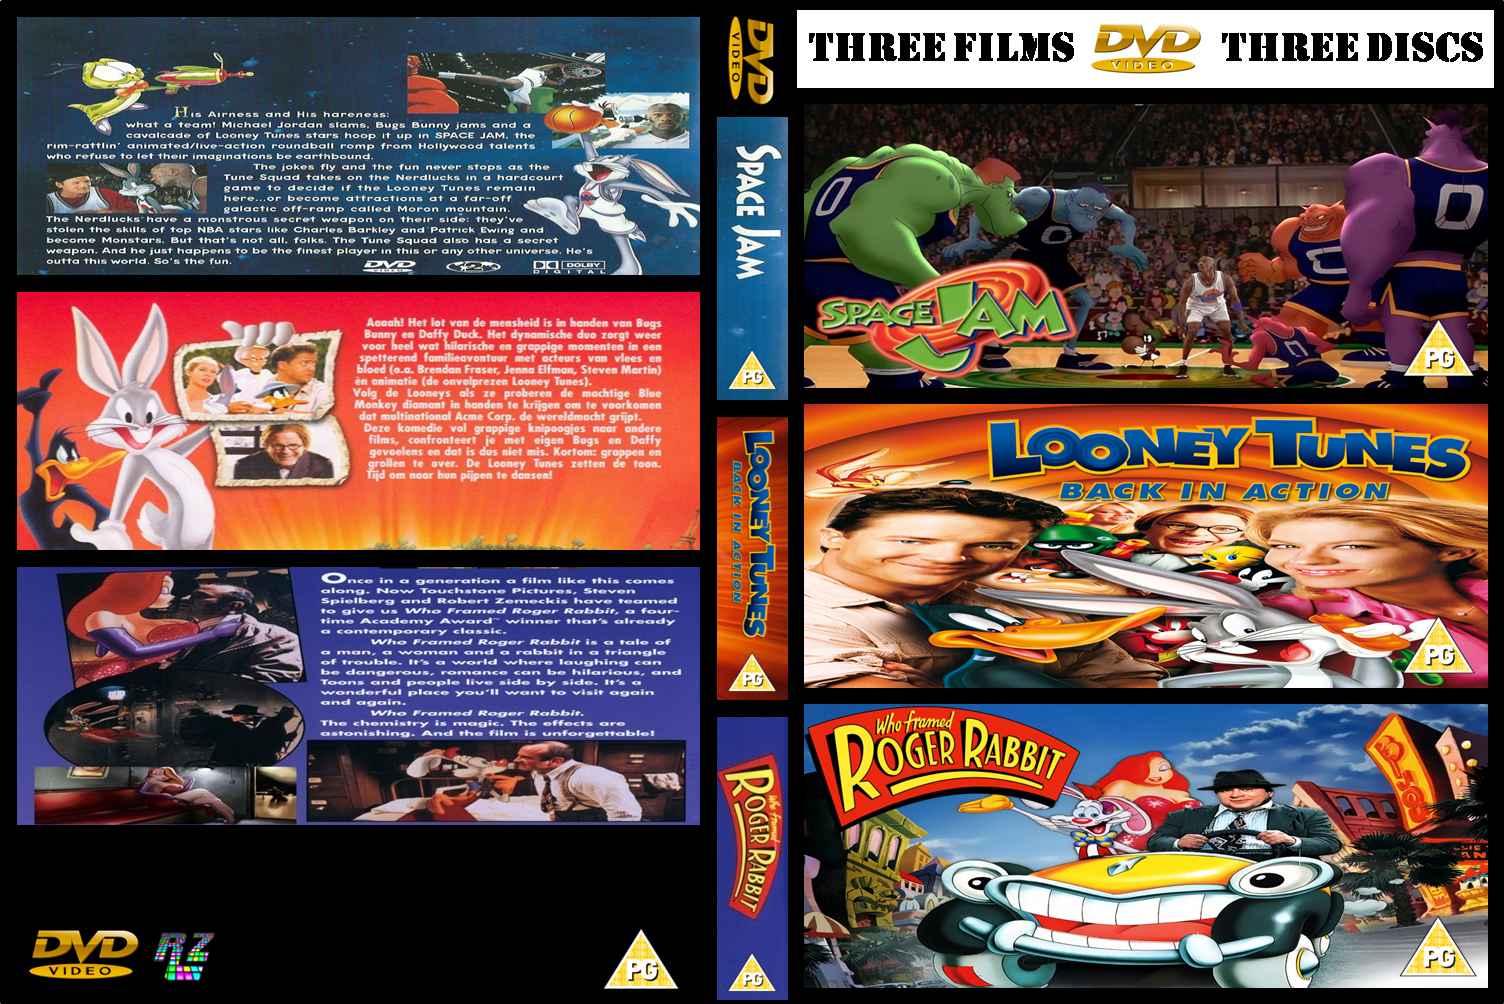 His Airness and His hareness:
what a team! Michael Jordan slams, Bugs Bunny jams and a
cavalcade of Looney Tunes stars hoop it up in SPACE JAM, the
rim-rattlin' animated/live-action roundball romp from Hollywood talents
who refuse to let their imaginations be earthbound.
The jokes fly and the fun never stops as the
Tune Squad takes on the Nerdlucks in a hardcourt
game to decide if the Looney Tunes remain
here...or become attractions at a far-off
galactic off-ramp called Moron mountain.
The Nerdlucks have a monstrous secret weapon on their side: they've
stolen the skills of top NBA stars like Charles Barkley and Patrick Ewing and
become Monstars. But that's not all, folks. The Tune Squad also has a secret
weapon. And he just happens to be the finest player in this or any other universe. He's
outta this world. So's the fun.
DVD
VIDEO
2
DOLBY
DIGITAL
Aaaah! Het lot van de mensheid is in handen van Bugs
Bunny en Daffy Duck. Het dynamische duo zorgt weer
voor heel wat hilarische en grappige momenten in een
spetterend familieavontuur met acteurs van vlees en
bloed (o.a. Brendan Fraser, Jenna Elfman, Steven Martin)
èn animatie (de onvolprezen Looney Tunes).
Volg de Looneys als ze proberen de machtige Blue
Monkey diamant in handen te krijgen om te voorkomen
dat multinational Acme Corp. de wereldmacht grijpt.
Deze komedie vol grappige knipoogjes naar andere
films, confronteert je met eigen Bugs en Daffy
gevoelens en dat is dus niet mis. Kortom: grappen en
grollen te over. De Looney Tunes zetten de toon.
Tijd om naar hun pijpen te dansen!
Once in a generation a film like this comes
along. Now Touchstone Pictures, Steven
Spielberg and Robert Zemeckis have teamed
to give us Who Framed Roger Rabbit, a four-
time Academy Award™ winner that's already
a contemporary classic.
Who Framed Roger Rabbit is a tale of
a man, a woman and a rabbit in a triangle
of trouble. It's a world where laughing can
be dangerous, romance can be hilarious, and
Toons and people live side by side. It's a
wonderful place you'll want to visit again
and again.
Who Framed Roger Rabbit.
The chemistry is magic. The effects are
astonishing. And the film is unforgettable!
DVD
VIDEO
PG
DVD
VIDEO
SPACE JAM
PG
LOONEY TUNES
BACK IN ACTION
PG
Who framed
ROGER RABBIT
PG
THREE FILMS
DVD
VIDEO
THREE DISCS
0
0
0
0
SPACE JAM
PG
LOONEY TUNES
BACK IN ACTION
PG
Who framed
ROGER RABBIT
PG